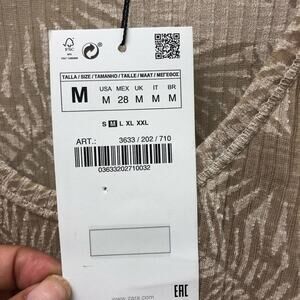 FSC
TALLA / SIZE / TAMANHO / TAILLE / MAAT / ΜΕΓΕΘΟΣ
M
USA MEX UK IT BR
M 28 M M M
S M L XL XXL
ART.: 3633 / 202 / 710
03633202710032
www.zara.com
EAC